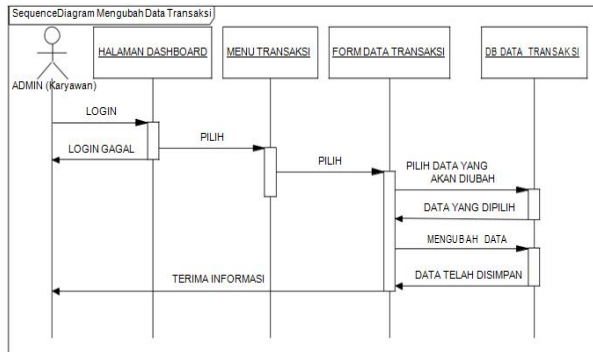 SequenceDiagram Mengubah Data Transaksi
HALAMAN DASHBOARD
MENU TRANSAKSI
FORM DATA TRANSAKSI
DB DATA TRANSAKSI
ADMIN (Karyawan)
LOGIN
LOGIN GAGAL
PILIH
PILIH
PILIH DATA YANG
AKAN DIUBAH
DATA YANG DIPILIH
MENGUBAH DATA
TERIMA INFORMASI
DATA TELAH DISIMPAN